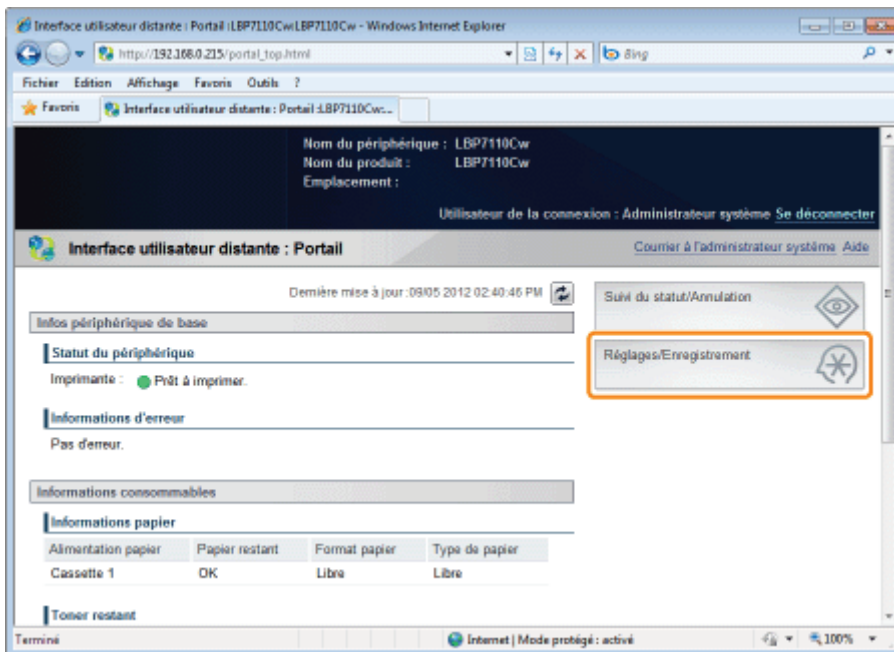 Interface utilisateur distante : Portail :LBP7110Cw:LBP7110Cw - Windows Internet Explorer
http://192.168.0.215/portal_top.html
Bing
Fichier Edition Affichage Favoris Outils ?
Favoris Interface utilisateur distante : Portail :LBP7110Cw:...
Nom du périphérique : LBP7110Cw
Nom du produit : LBP7110Cw
Emplacement :
Utilisateur de la connexion : Administrateur système Se déconnecter
Interface utilisateur distante : Portail
Courrier à l'administrateur système Aide
Dernière mise à jour :09/05 2012 02:40:46 PM
Suivi du statut/Annulation
Infos périphérique de base
Statut du périphérique
Réglages/Enregistrement
Imprimante : Prêt à imprimer.
Informations d'erreur
Pas d'erreur.
Informations consommables
Informations papier
Alimentation papier Papier restant Format papier Type de papier
Cassette 1 OK Libre Libre
Toner restant
Terminé Internet | Mode protégé : activé 100%